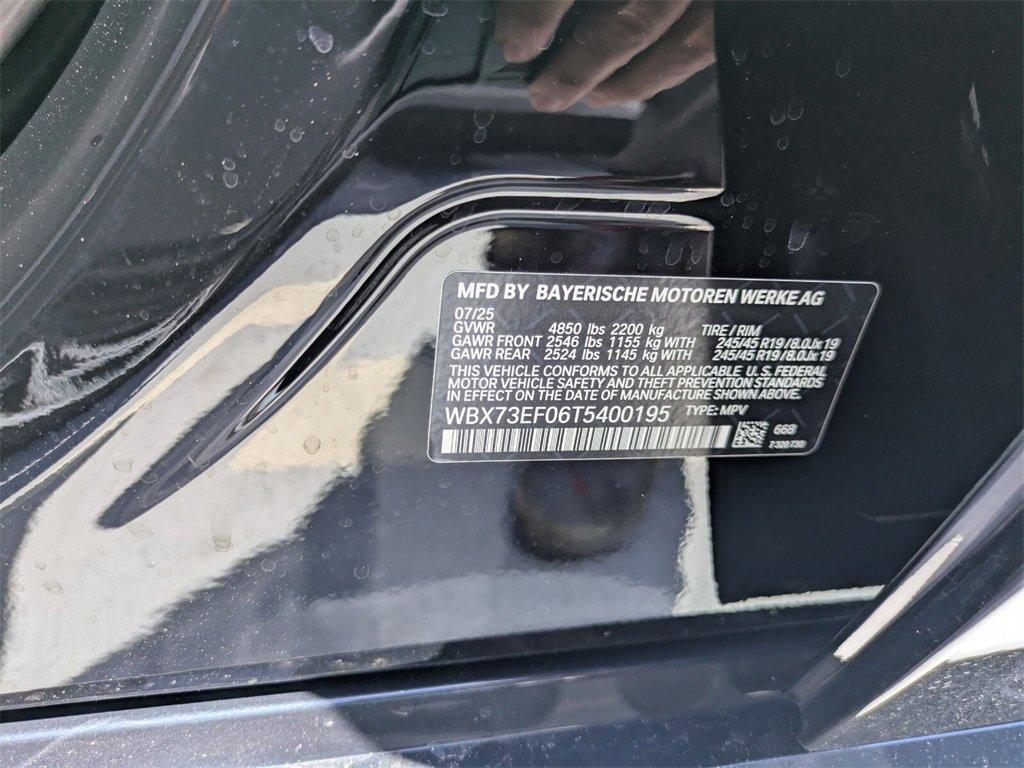 MFD BY BAYERISCHE MOTOREN WERKE AG
07/25
GVWR 4850 lbs 2200 kg TIRE / RIM
GAWR FRONT 2546 lbs 1155 kg WITH 245/45 R19 / 8.0Jx19
GAWR REAR 2524 lbs 1145 kg WITH 245/45 R19 / 8.0Jx19
THIS VEHICLE CONFORMS TO ALL APPLICABLE U.S. FEDERAL
MOTOR VEHICLE SAFETY AND THEFT PREVENTION STANDARDS
IN EFFECT ON THE DATE OF MANUFACTURE SHOWN ABOVE.
WBX73EF06T5400195 TYPE: MPV
668
7320730